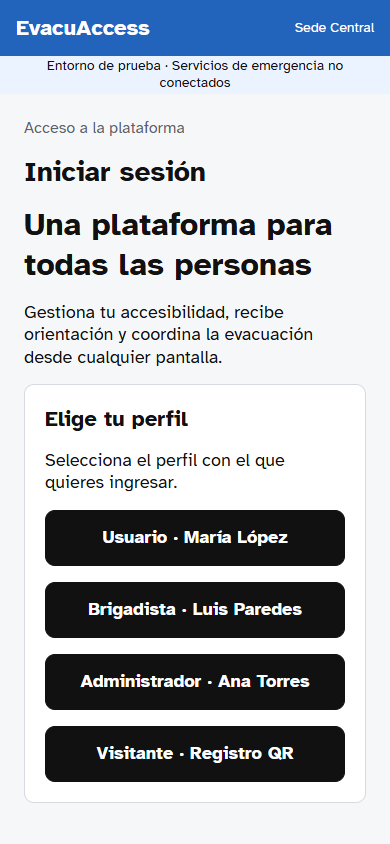 EvacuAccess
Sede Central
Entorno de prueba · Servicios de emergencia no
conectados
Acceso a la plataforma
Iniciar sesión
Una plataforma para
todas las personas
Gestiona tu accesibilidad, recibe
orientación y coordina la evacuación
desde cualquier pantalla.
Elige tu perfil
Selecciona el perfil con el que
quieres ingresar.
Usuario · María López
Brigadista · Luis Paredes
Administrador · Ana Torres
Visitante · Registro QR